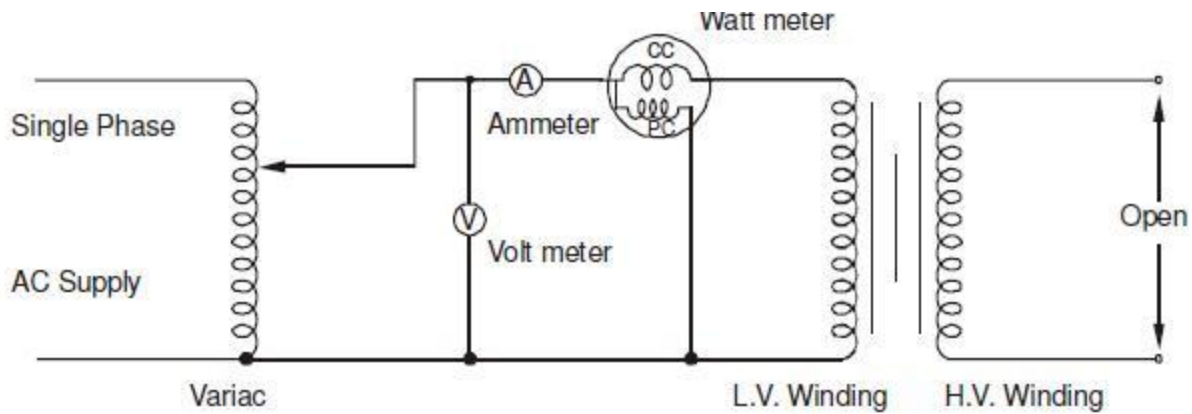 Watt meter
CC
A
Single Phase
Ammeter
PC
V
Open
Volt meter
AC Supply
Variac
L.V. Winding
H.V. Winding